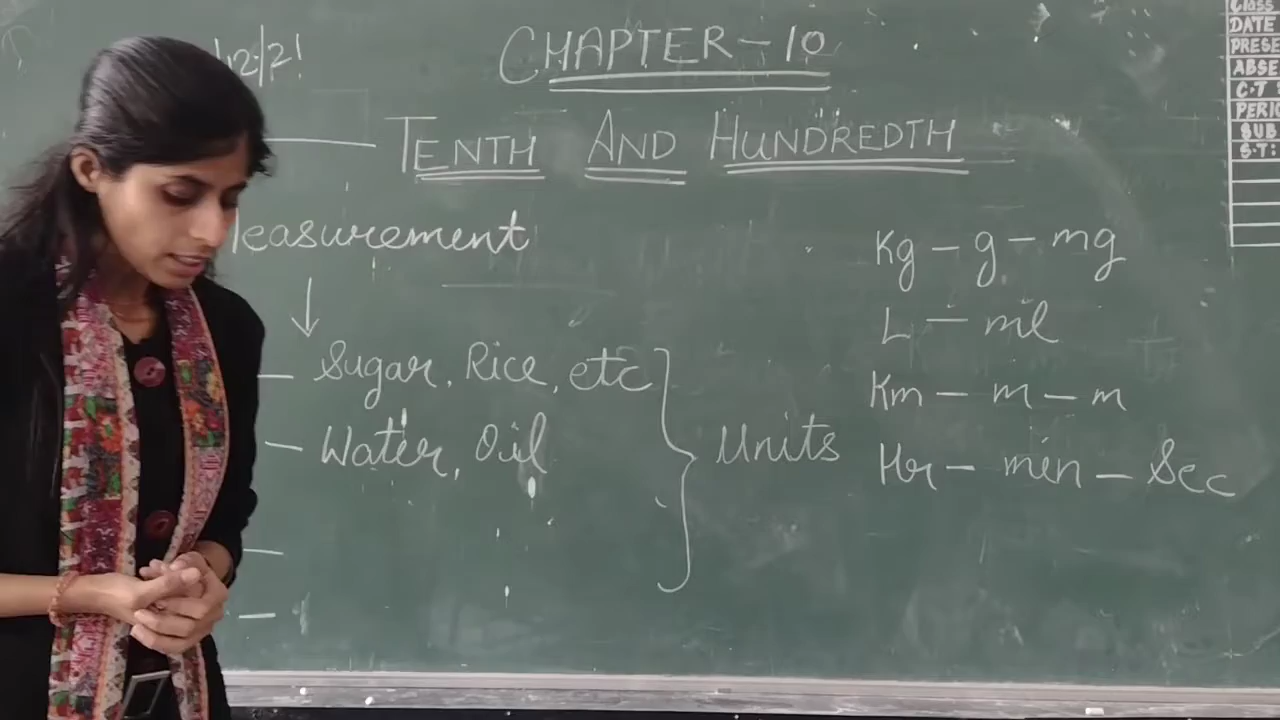 12/21
CHAPTER-10
TENTH AND HUNDREDTH
Measurement
Sugar, Rice, etc
Water, Oil
Units
Kg - g - mg
L - ml
Km - m - m
Hr - min - Sec
CLASS
DATE
PRESE
ABSE
C.T
PERIO
SUB
S.T: